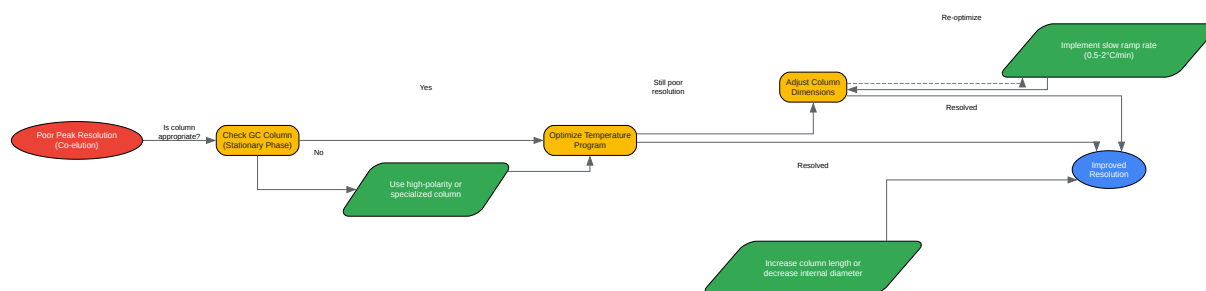 Re-optimize
Implement slow ramp rate
(0.5-2°C/min)
Yes
Still poor
resolution
Adjust Column
Dimensions
Resolved
Poor Peak Resolution
(Co-elution)
Is column
appropriate?
Check GC Column
(Stationary Phase)
Optimize Temperature
Program
No
Resolved
Improved
Resolution
Use high-polarity or
specialized column
Increase column length or
decrease internal diameter